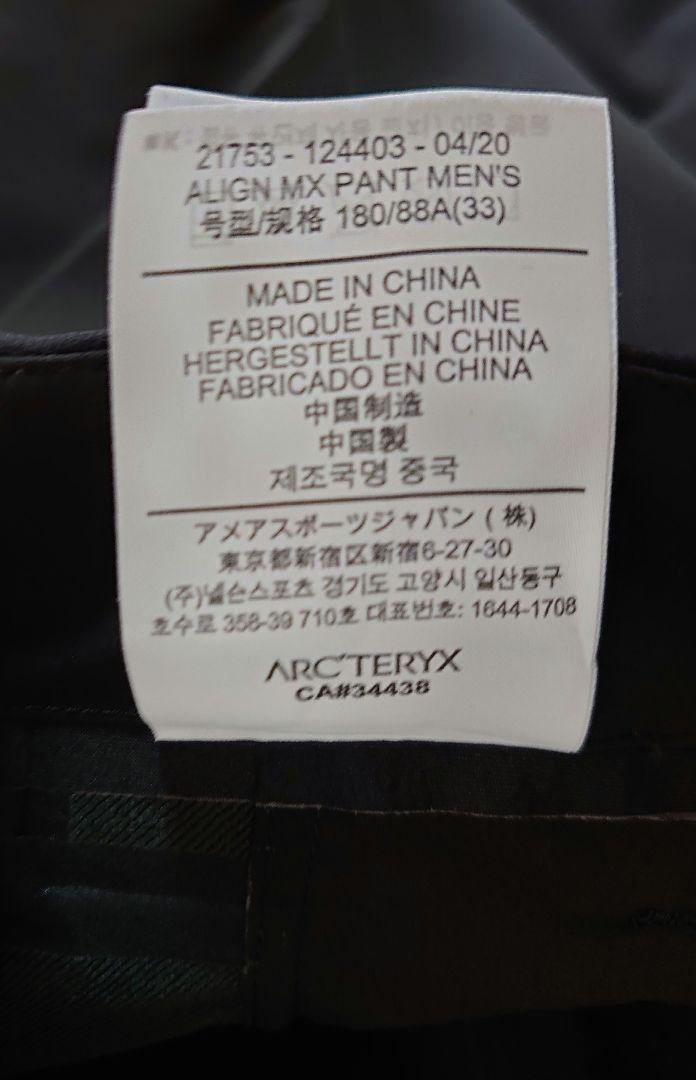 21753 - 124403 - 04/20
ALIGN MX PANT MEN'S
号型/规格 180/88A(33)
MADE IN CHINA
FABRIQUÉ EN CHINE
HERGESTELLT IN CHINA
FABRICADO EN CHINA
中国制造
中国製
제조국명 중국
アメアスポーツジャパン ( 株)
東京都新宿区新宿6-27-30
(주)넬슨스포츠 경기도 고양시 일산동구
호수로 358-39 710호 대표번호: 1644-1708
ARC'TERYX
CA#34438